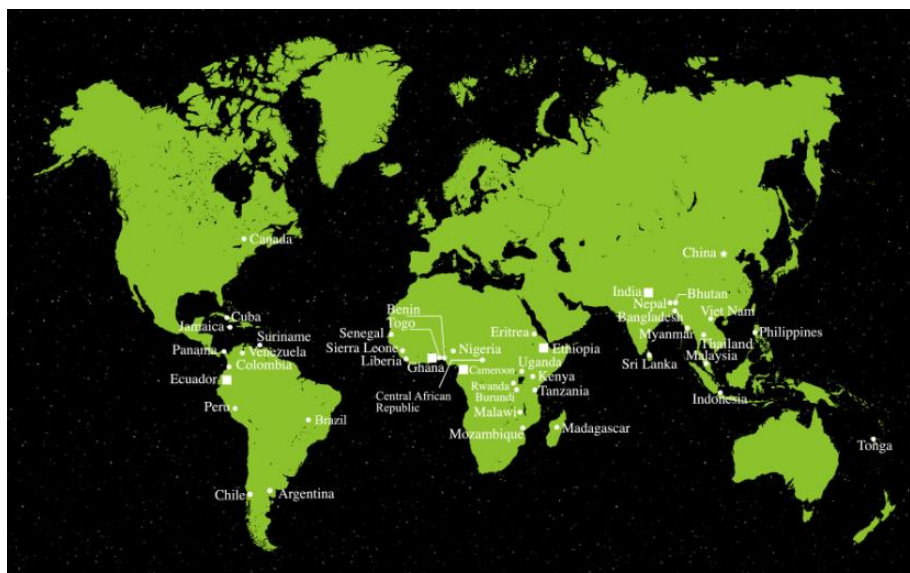 Canada
China
India
Bhutan
Nepal
Bangladesh
Viet Nam
Cuba
Benin
Jamaica
Togo
Suriname
Senegal
Eritrea
Myanmar
Philippines
Thailand
Panama
Venezuela
Sierra Leone
Nigeria
Ethiopia
Malaysia
Liberia
Ghana
Uganda
Sri Lanka
Colombia
Cameroon
Kenya
Ecuador
Rwanda
Central African
Republic
Burundi
Tanzania
Indonesia
Peru
Malawi
Brazil
Mozambique
Madagascar
Tonga
Chile
Argentina